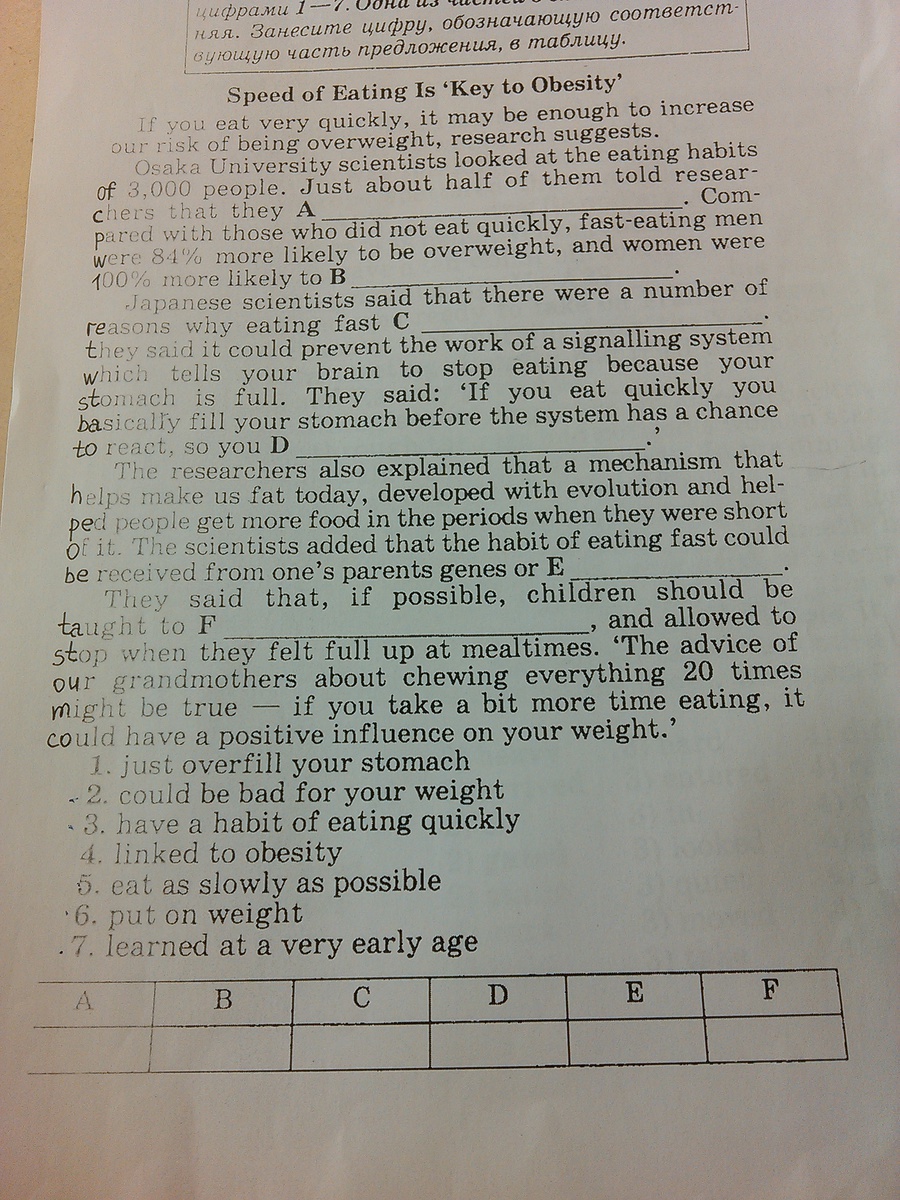 цифрами 1—7. Одна из частей
няя. Занесите цифру, обозначающую соответст-
вующую часть предложения, в таблицу.
Speed of Eating Is ‘Key to Obesity’
If you eat very quickly, it may be enough to increase
our risk of being overweight, research suggests.
Osaka University scientists looked at the eating habits
of 3,000 people. Just about half of them told resear-
chers that they A ____________. Com-
pared with those who did not eat quickly, fast-eating men
were 84% more likely to be overweight, and women were
100% more likely to B ____________.
Japanese scientists said that there were a number of
reasons why eating fast C ____________.
they said it could prevent the work of a signalling system
which tells your brain to stop eating because your
stomach is full. They said: ‘If you eat quickly you
basically fill your stomach before the system has a chance
to react, so you D ____________.’
The researchers also explained that a mechanism that
helps make us fat today, developed with evolution and hel-
ped people get more food in the periods when they were short
of it. The scientists added that the habit of eating fast could
be received from one’s parents genes or E ____________.
They said that, if possible, children should be
taught to F ____________, and allowed to
stop when they felt full up at mealtimes. ‘The advice of
our grandmothers about chewing everything 20 times
might be true — if you take a bit more time eating, it
could have a positive influence on your weight.’
1. just overfill your stomach
2. could be bad for your weight
3. have a habit of eating quickly
4. linked to obesity
5. eat as slowly as possible
6. put on weight
7. learned at a very early age
A B C D E F